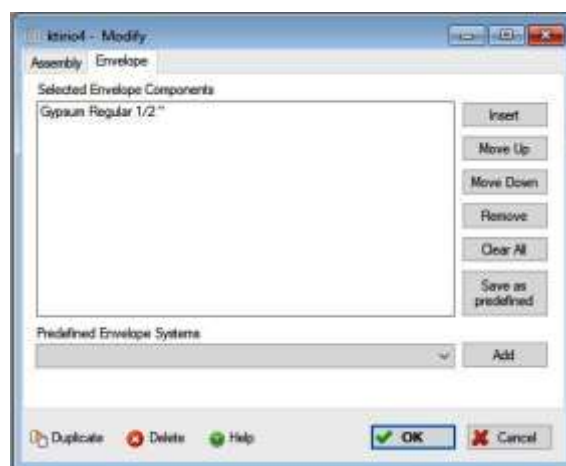 ktirio4 - Modify
Assembly Envelope
Selected Envelope Components
Gypsum Regular 1/2 "
Insert
Move Up
Move Down
Remove
Clear All
Save as
predefined
Predefined Envelope Systems
Add
Duplicate Delete Help OK Cancel